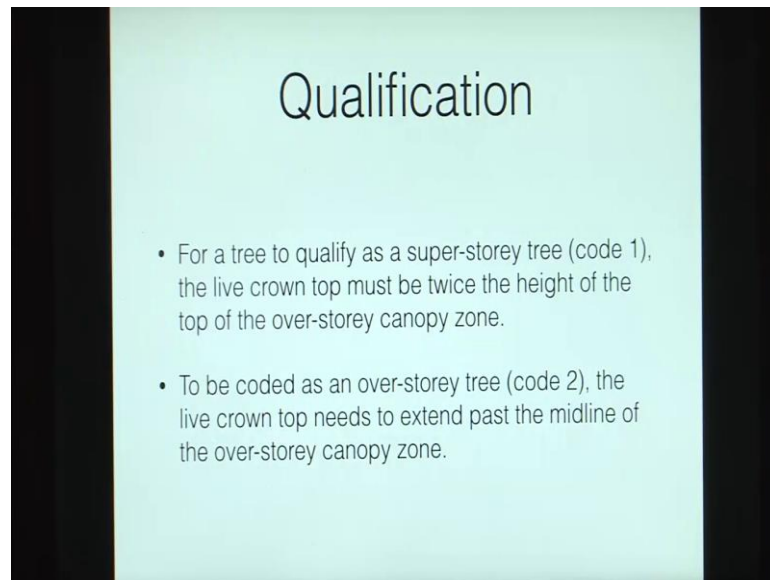 Qualification
• For a tree to qualify as a super-storey tree (code 1),
the live crown top must be twice the height of the
top of the over-storey canopy zone.
• To be coded as an over-storey tree (code 2), the
live crown top needs to extend past the midline of
the over-storey canopy zone.